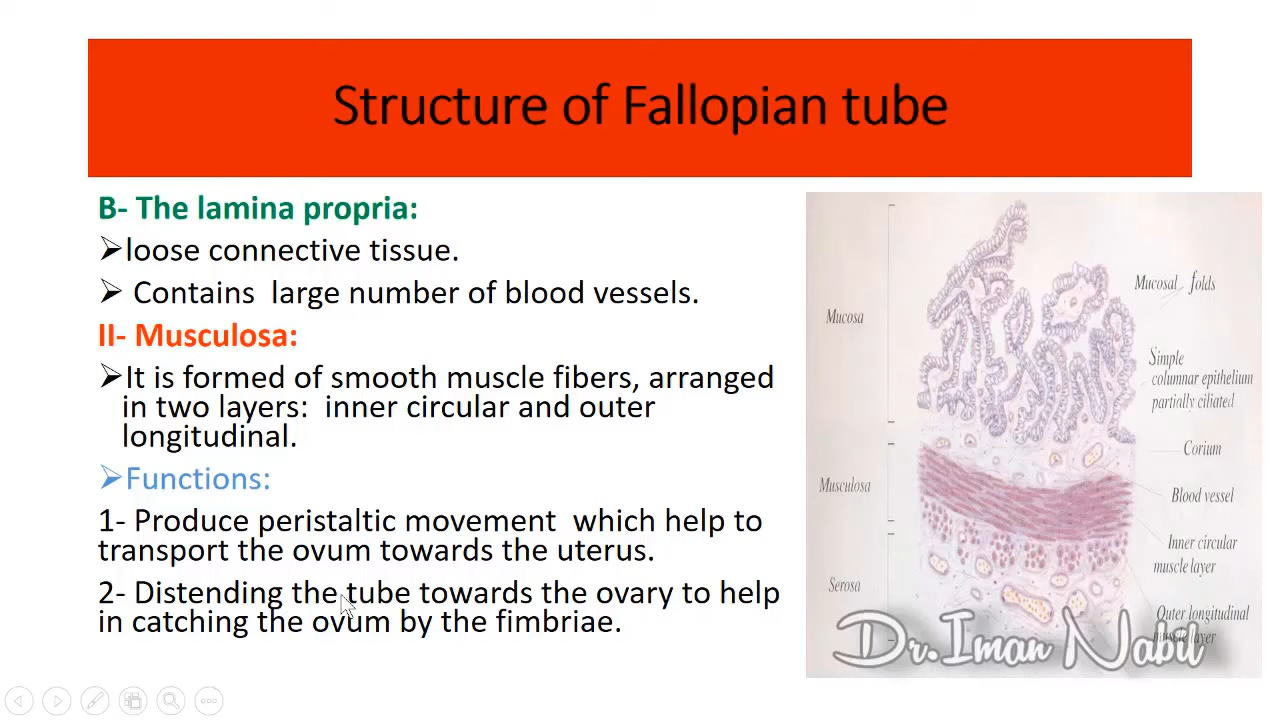 Structure of Fallopian tube
B- The lamina propria:
➢loose connective tissue.
➢ Contains large number of blood vessels.
II- Musculosa:
➢It is formed of smooth muscle fibers, arranged
in two layers: inner circular and outer
longitudinal.
➢Functions:
1- Produce peristaltic movement which help to
transport the ovum towards the uterus.
2- Distending the tube towards the ovary to help
in catching the ovum by the fimbriae.
Mucosa
Musculosa
Serosa
Mucosal folds
Simple
columnar epithelium
partially ciliated
Corium
Blood vessel
Inner circular
muscle layer
Outer longitudinal
muscle layer
Dr.Iman Nabil